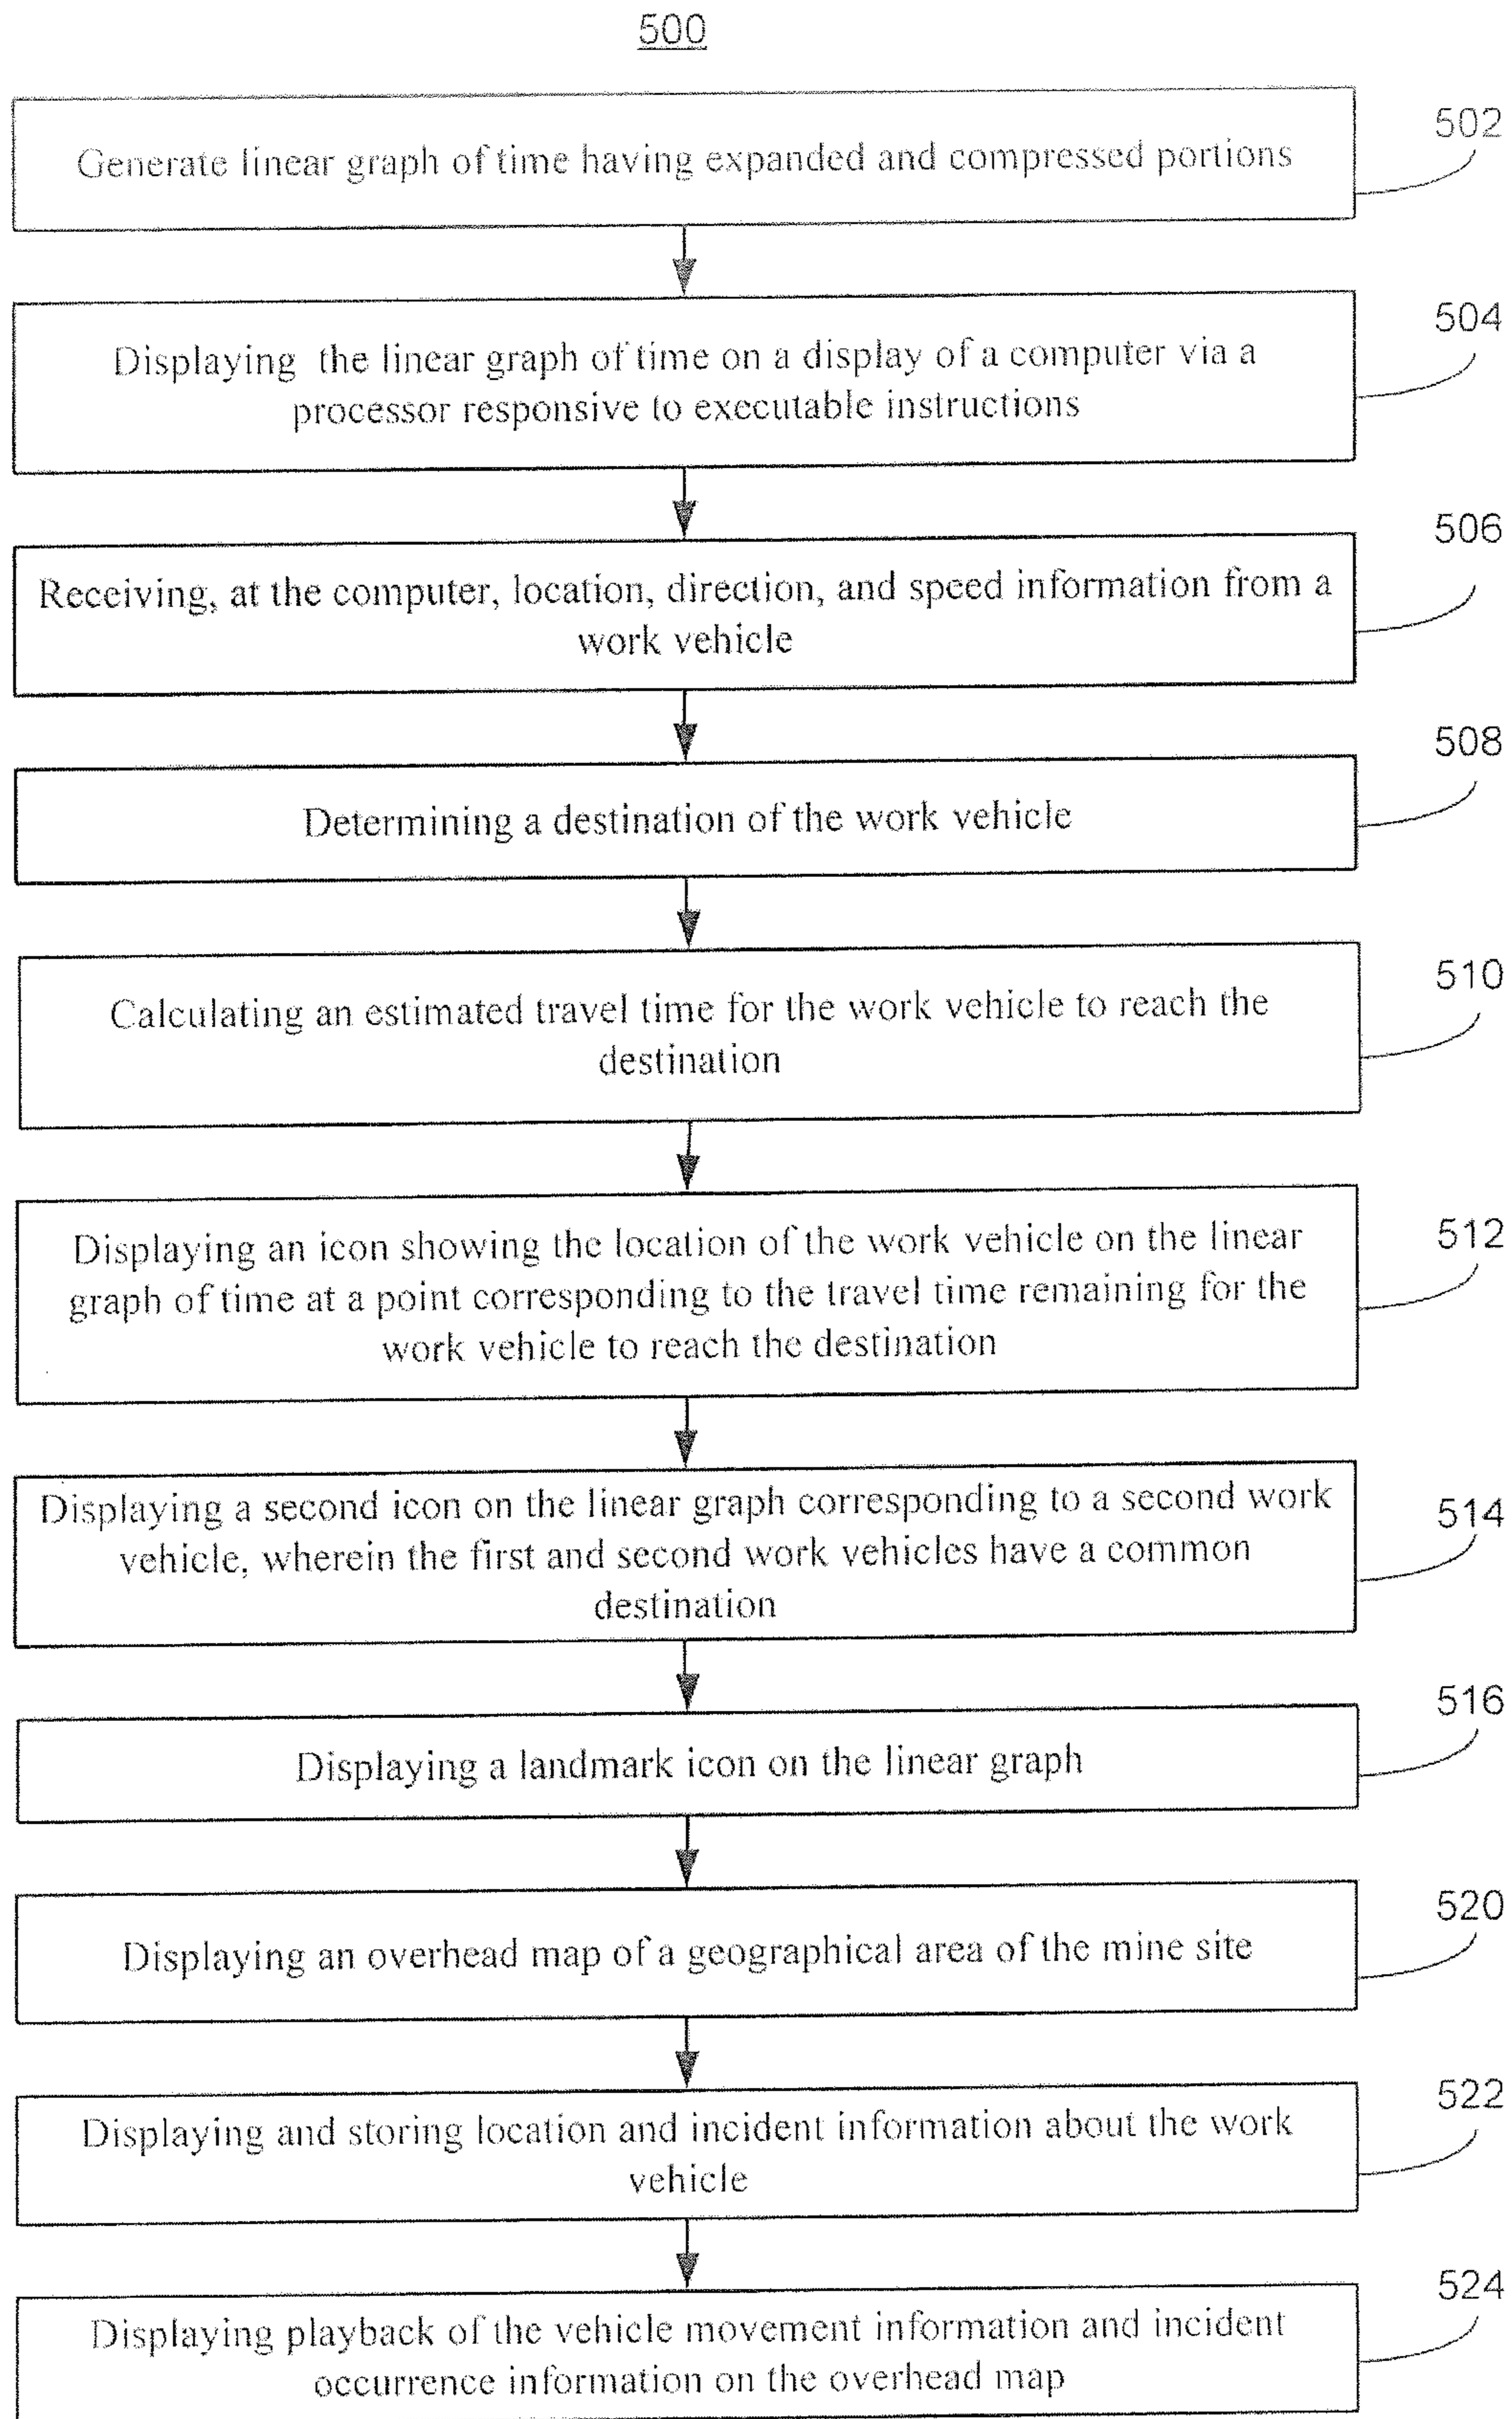 500
Generate linear graph of time having expanded and compressed portions
502
Displaying the linear graph of time on a display of a computer via a
processor responsive to executable instructions
504
Receiving, at the computer, location, direction, and speed information from a
work vehicle
506
Determining a destination of the work vehicle
508
Calculating an estimated travel time for the work vehicle to reach the
destination
510
Displaying an icon showing the location of the work vehicle on the linear
graph of time at a point corresponding to the travel time remaining for the
work vehicle to reach the destination
512
Displaying a second icon on the linear graph corresponding to a second work
vehicle, wherein the first and second work vehicles have a common
destination
514
Displaying a landmark icon on the linear graph
516
Displaying an overhead map of a geographical area of the mine site
520
Displaying and storing location and incident information about the work
vehicle
522
Displaying playback of the vehicle movement information and incident
occurrence information on the overhead map
524